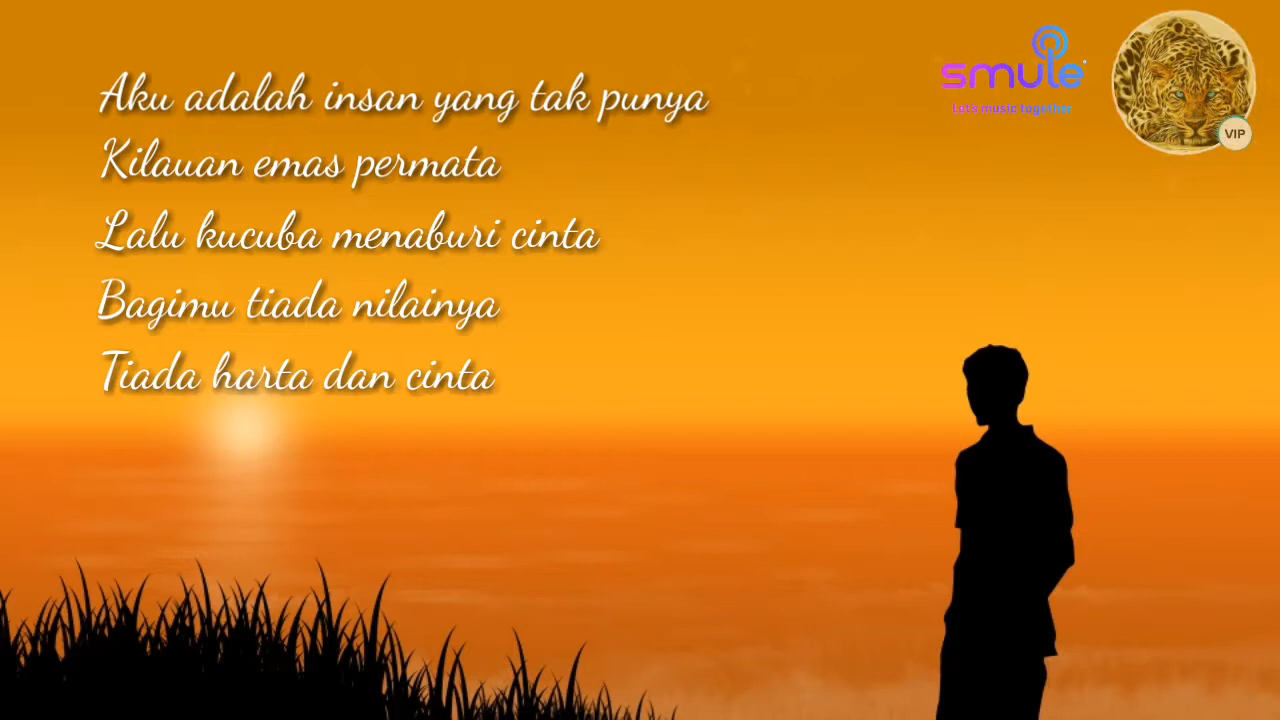 Aku adalah insan yang tak punya
Kilauan emas permata
Lalu kucuba menaburi cinta
Bagimu tiada nilainya
Tiada harta dan cinta
smule
Let's music together
VIP